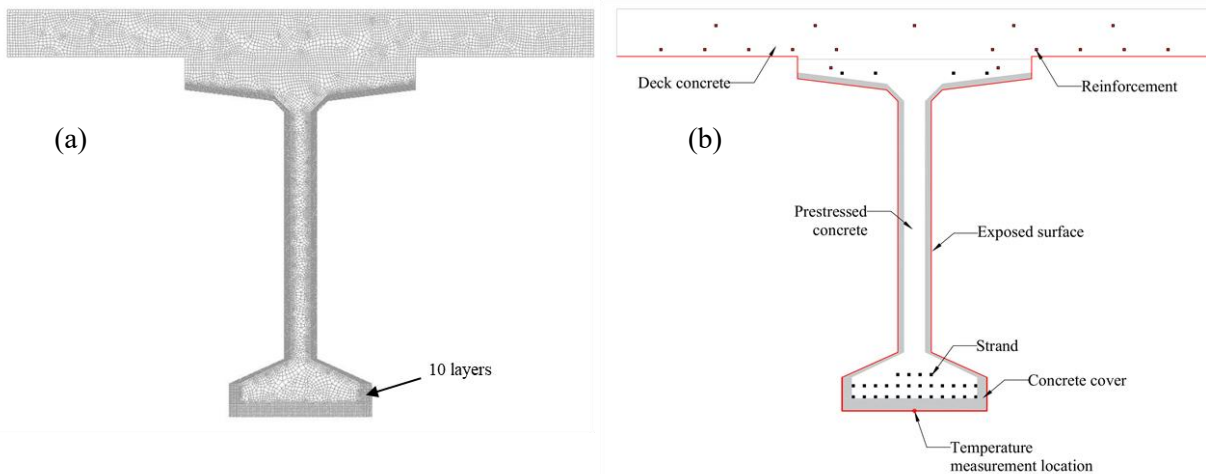 (a)
10 layers
(b)
Deck concrete
Reinforcement
Prestressed
concrete
Exposed surface
Strand
Concrete cover
Temperature
measurement location